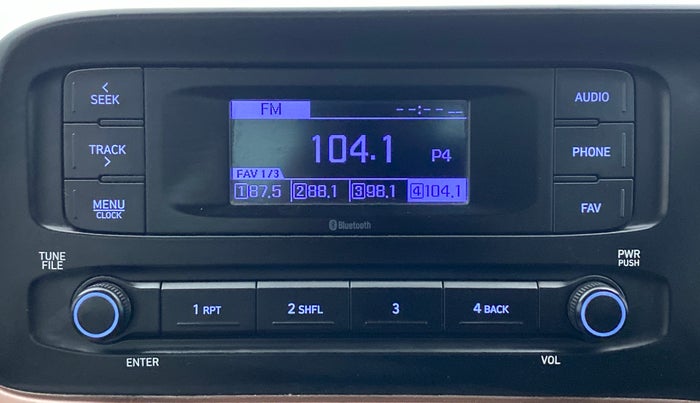 < SEEK
TRACK >
MENU
CLOCK
FM --:-- --
104.1 P4
FAV 1/3
1 87.5 2 88.1 3 98.1 4 104.1
Bluetooth
AUDIO
PHONE
FAV
TUNE
FILE
PWR
PUSH
1 RPT 2 SHFL 3 4 BACK
ENTER
VOL